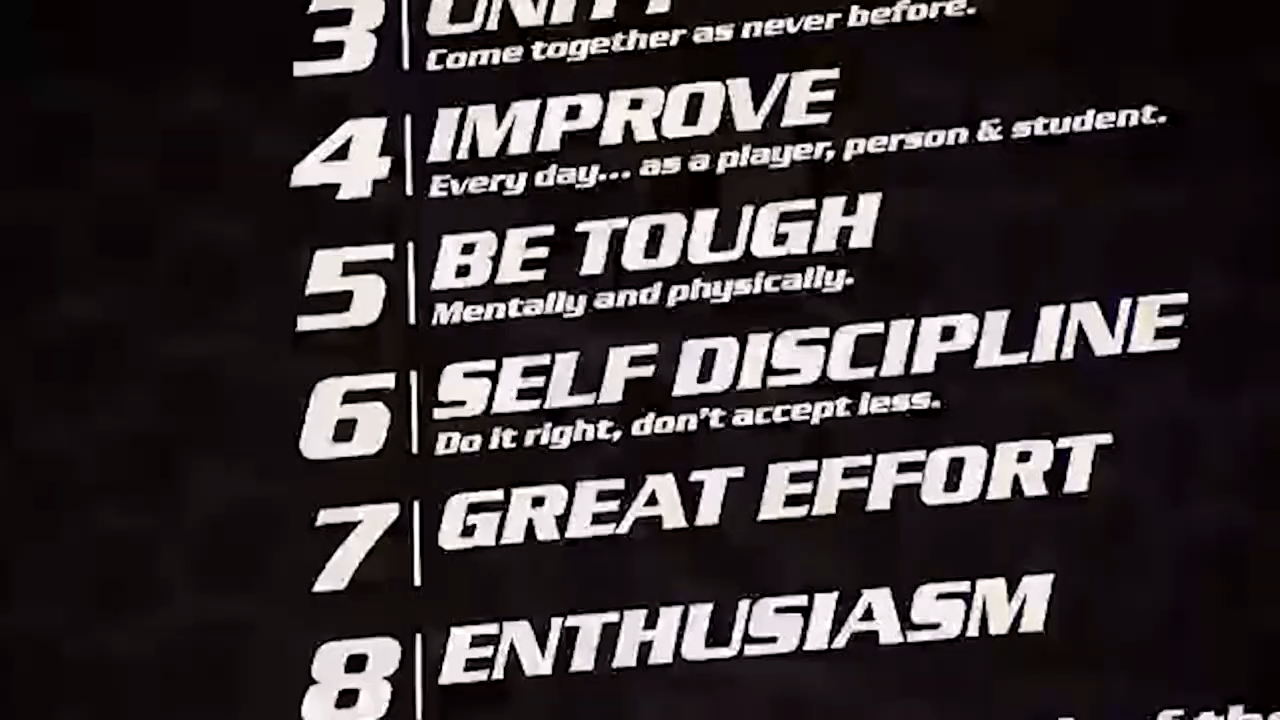 3 | UNITY
Come together as never before.
4 | IMPROVE
Every day... as a player, person & student.
5 | BE TOUGH
Mentally and physically.
6 | SELF DISCIPLINE
Do it right, don't accept less.
7 | GREAT EFFORT
8 | ENTHUSIASM